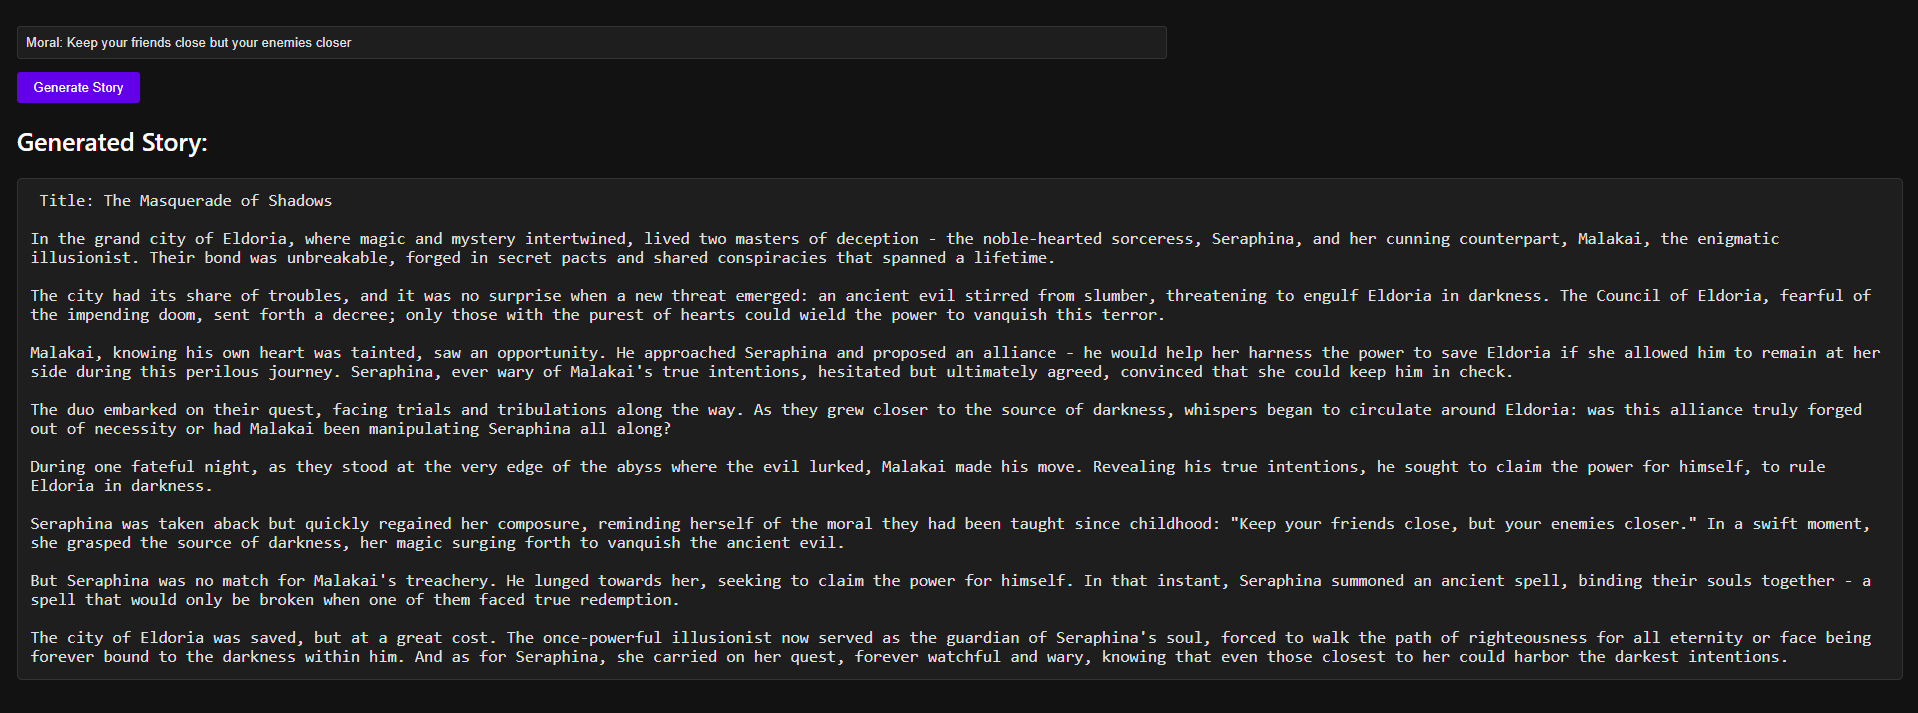 Moral: Keep your friends close but your enemies closer
Generate Story
Generated Story:
Title: The Masquerade of Shadows
In the grand city of Eldoria, where magic and mystery intertwined, lived two masters of deception - the noble-hearted sorceress, Seraphina, and her cunning counterpart, Malakai, the enigmatic
illusionist. Their bond was unbreakable, forged in secret pacts and shared conspiracies that spanned a lifetime.
The city had its share of troubles, and it was no surprise when a new threat emerged: an ancient evil stirred from slumber, threatening to engulf Eldoria in darkness. The Council of Eldoria, fearful of
the impending doom, sent forth a decree; only those with the purest of hearts could wield the power to vanquish this terror.
Malakai, knowing his own heart was tainted, saw an opportunity. He approached Seraphina and proposed an alliance - he would help her harness the power to save Eldoria if she allowed him to remain at her
side during this perilous journey. Seraphina, ever wary of Malakai's true intentions, hesitated but ultimately agreed, convinced that she could keep him in check.
The duo embarked on their quest, facing trials and tribulations along the way. As they grew closer to the source of darkness, whispers began to circulate around Eldoria: was this alliance truly forged
out of necessity or had Malakai been manipulating Seraphina all along?
During one fateful night, as they stood at the very edge of the abyss where the evil lurked, Malakai made his move. Revealing his true intentions, he sought to claim the power for himself, to rule
Eldoria in darkness.
Seraphina was taken aback but quickly regained her composure, reminding herself of the moral they had been taught since childhood: "Keep your friends close, but your enemies closer." In a swift moment,
she grasped the source of darkness, her magic surging forth to vanquish the ancient evil.
But Seraphina was no match for Malakai's treachery. He lunged towards her, seeking to claim the power for himself. In that instant, Seraphina summoned an ancient spell, binding their souls together - a
spell that would only be broken when one of them faced true redemption.
The city of Eldoria was saved, but at a great cost. The once-powerful illusionist now served as the guardian of Seraphina's soul, forced to walk the path of righteousness for all eternity or face being
forever bound to the darkness within him. And as for Seraphina, she carried on her quest, forever watchful and wary, knowing that even those closest to her could harbor the darkest intentions.